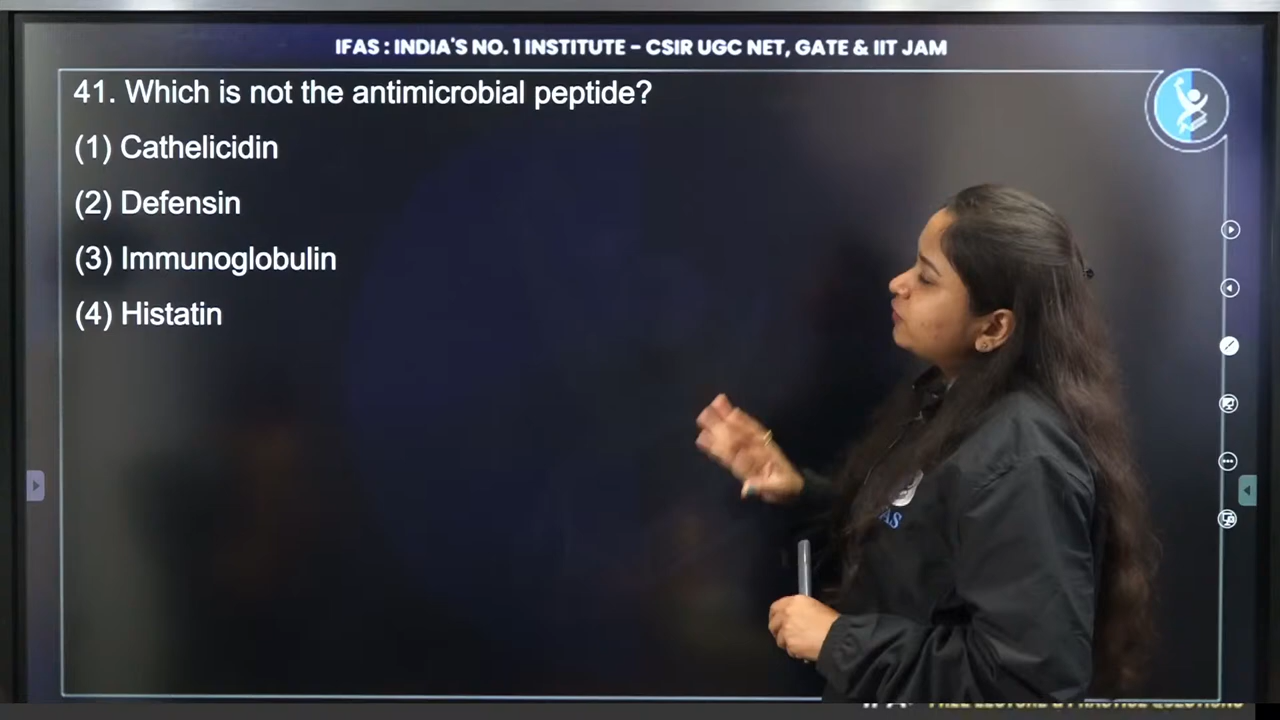 IFAS : INDIA'S NO. 1 INSTITUTE - CSIR UGC NET, GATE & IIT JAM
41. Which is not the antimicrobial peptide?
(1) Cathelicidin
(2) Defensin
(3) Immunoglobulin
(4) Histatin
AS